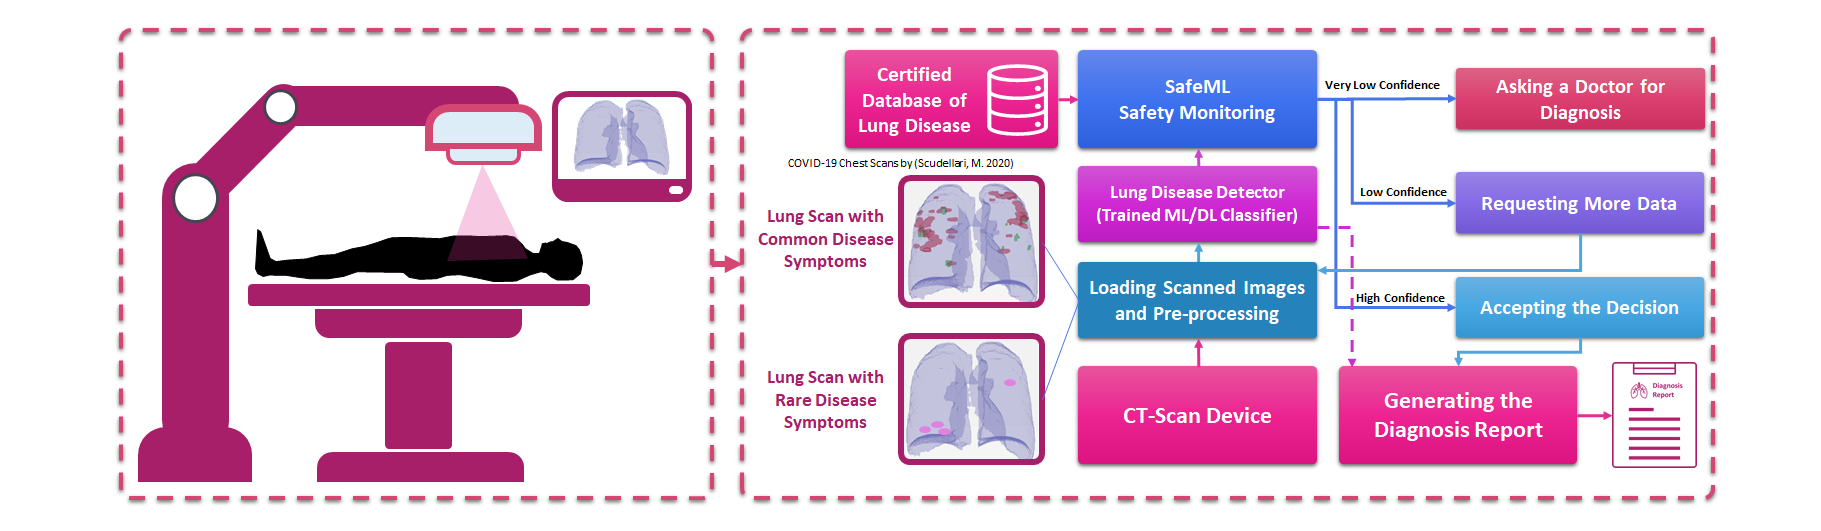 Certified
Database of
Lung Disease
SafeML
Safety Monitoring
Very Low Confidence
Asking a Doctor for
Diagnosis
COVID-19 Chest Scans by (Scudellari, M. 2020)
Lung Scan with
Common Disease
Symptoms
Lung Disease Detector
(Trained ML/DL Classifier)
Low Confidence
Requesting More Data
Loading Scanned Images
and Pre-processing
High Confidence
Accepting the Decision
Lung Scan with
Rare Disease
Symptoms
CT-Scan Device
Generating the
Diagnosis Report
Diagnosis
Report